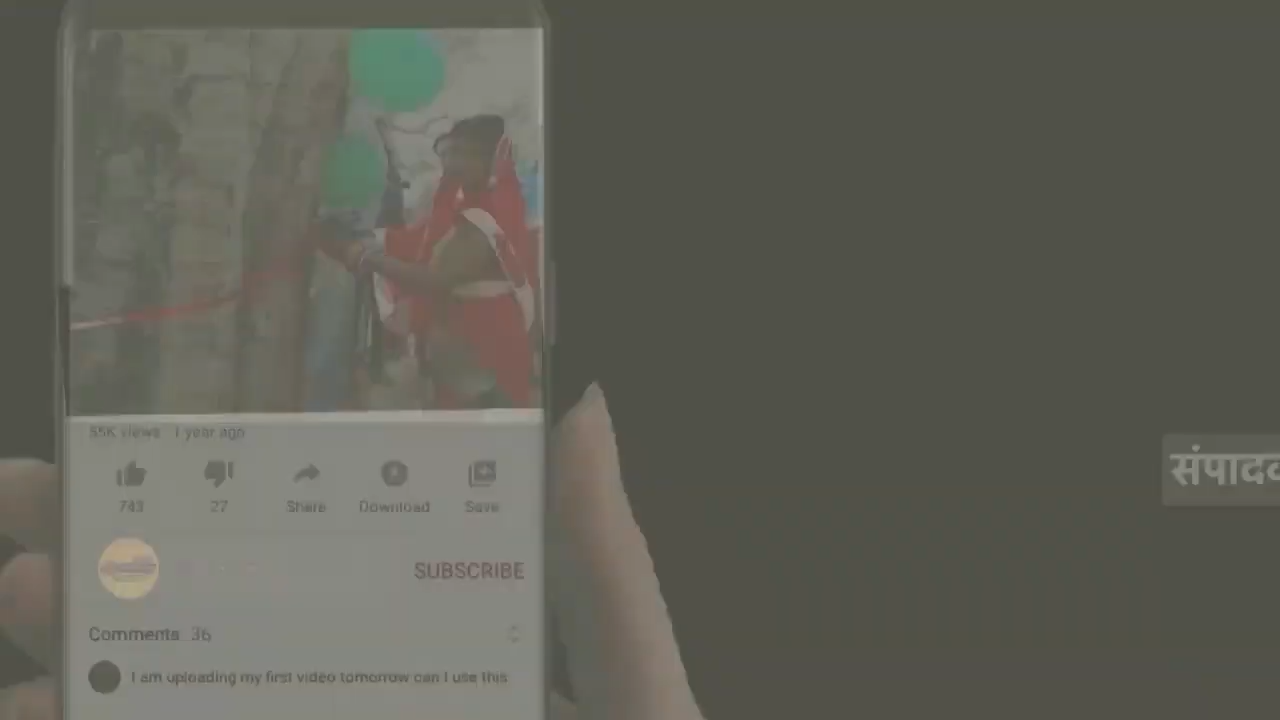 55K views 1 year ago
743
27
Share
Download
Save
SUBSCRIBE
Comments 36
I am uploading my first video tomorrow can I use this